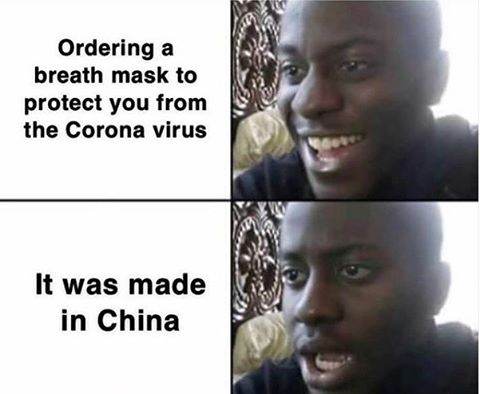 Ordering a
breath mask to
protect you from
the Corona virus
It was made
in China